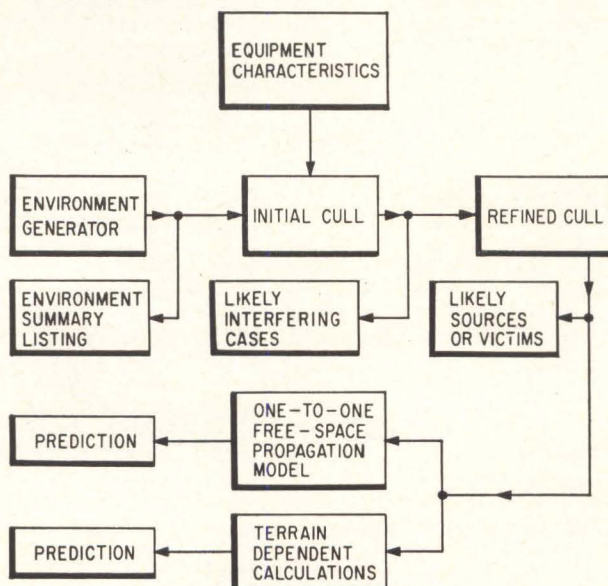 EQUIPMENT
CHARACTERISTICS
ENVIRONMENT
GENERATOR
INITIAL CULL
REFINED CULL
ENVIRONMENT
SUMMARY
LISTING
LIKELY
INTERFERING
CASES
LIKELY
SOURCES
OR VICTIMS
PREDICTION
ONE-TO-ONE
FREE-SPACE
PROPAGATION
MODEL
PREDICTION
TERRAIN
DEPENDENT
CALCULATIONS